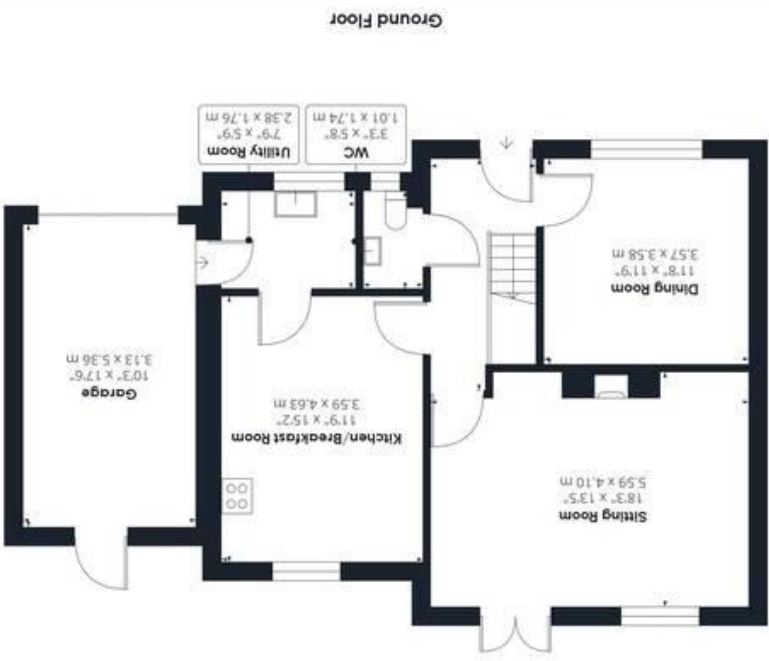 Sitting Room
18'3" x 13'5"
5.59 x 4.10 m
Kitchen/Breakfast Room
11'9" x 15'2"
3.59 x 4.63 m
Garage
10'3" x 17'6"
3.13 x 5.36 m
Dining Room
11'8" x 11'9"
3.57 x 3.58 m
WC
3'3" x 5'8"
1.01 x 1.74 m
Utility Room
7'9" x 5'9"
2.38 x 1.76 m
Ground Floor